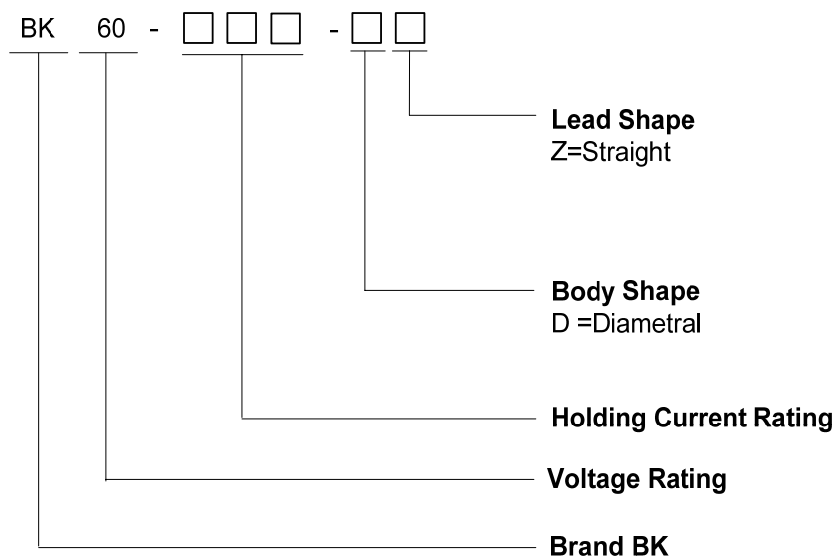 BK 60 - □□□ - □□
Lead Shape
Z=Straight
Body Shape
D =Diametral
Holding Current Rating
Voltage Rating
Brand BK